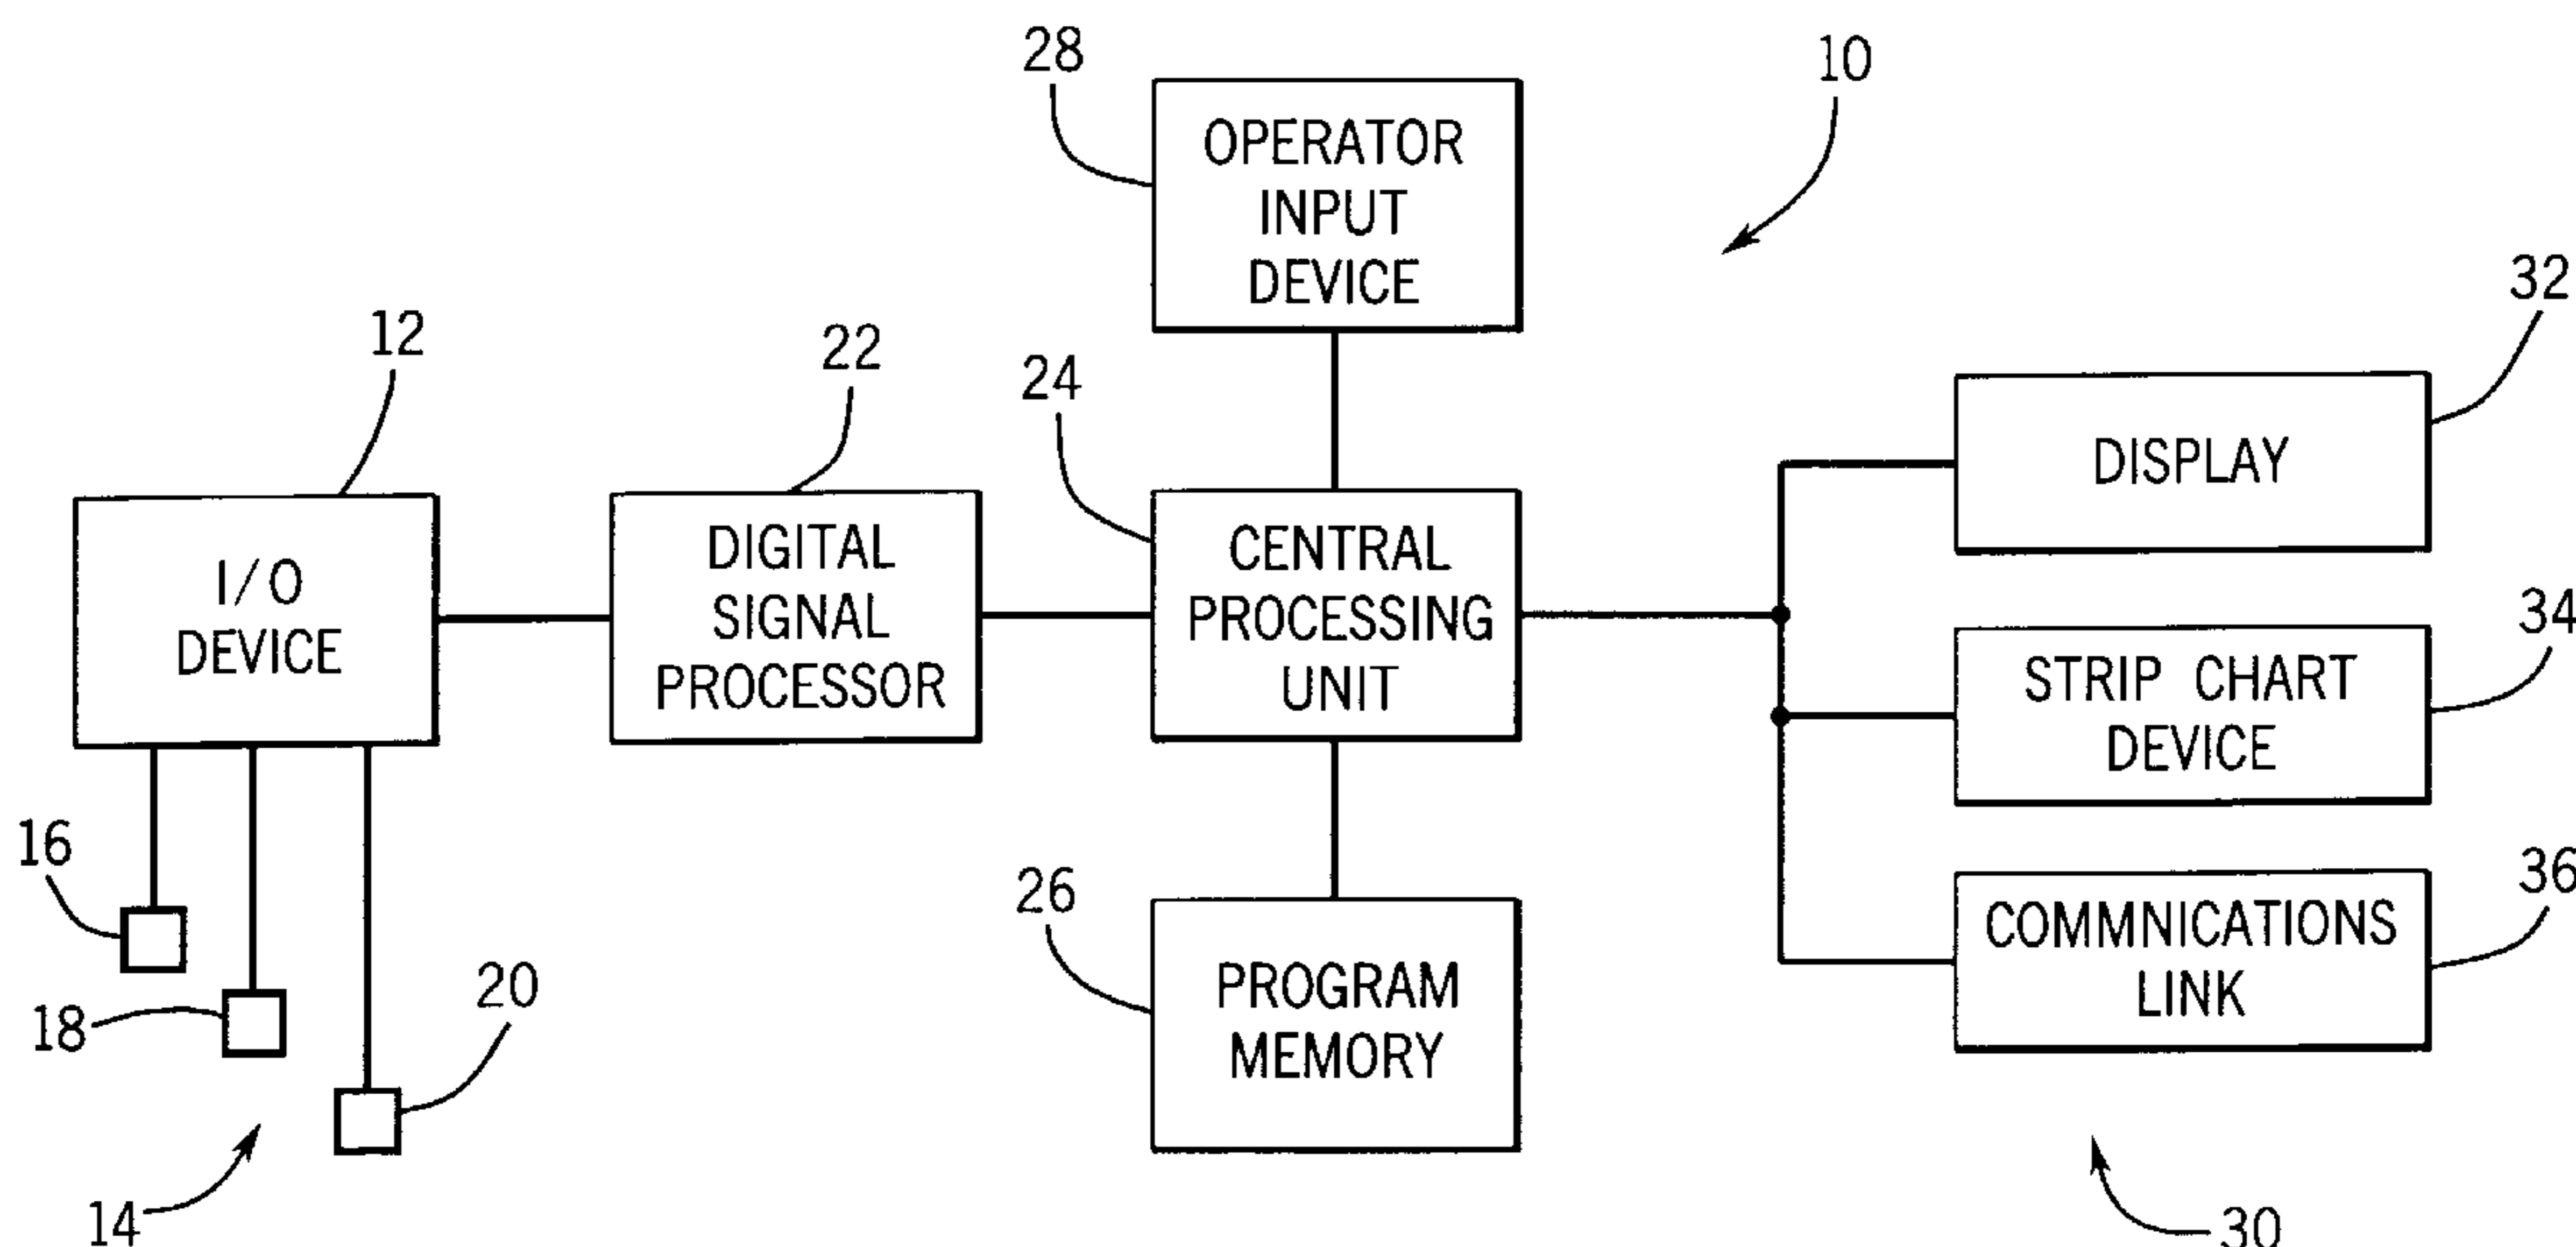 28
10
OPERATOR
INPUT
DEVICE
32
12
22
24
DISPLAY
I/O
DEVICE
DIGITAL
SIGNAL
PROCESSOR
CENTRAL
PROCESSING
UNIT
34
STRIP CHART
DEVICE
16
26
36
COMMNICATIONS
LINK
18
20
PROGRAM
MEMORY
14
30